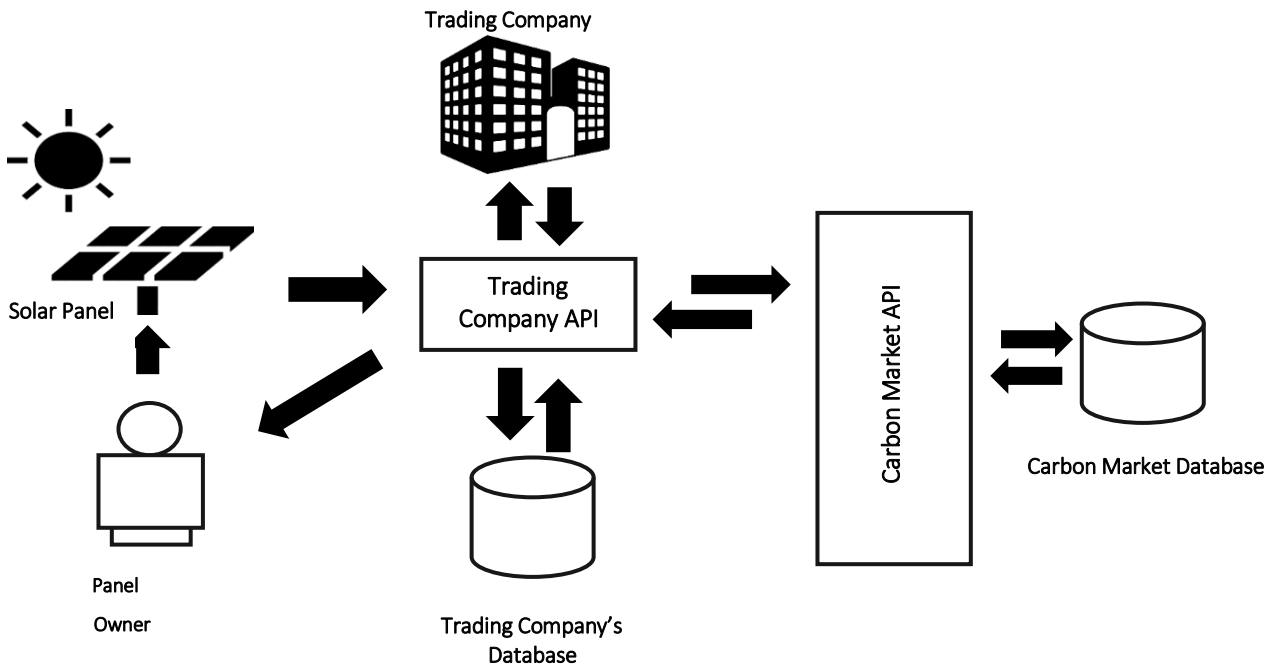 Trading Company
Solar Panel
Trading
Company API
Carbon Market API
Carbon Market Database
Panel
Owner
Trading Company’s
Database